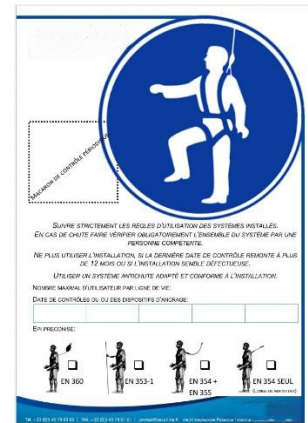 MACARON DE CONTRÔLE PÉRIODIQUE
SUIVRE STRICTEMENT LES RÈGLES D'UTILISATION DES SYSTÈMES INSTALLÉS.
EN CAS DE CHUTE FAIRE VÉRIFIER OBLIGATOIREMENT L'ENSEMBLE DU SYSTÈME PAR UNE
PERSONNE COMPÉTENTE.
NE PLUS UTILISER L'INSTALLATION, SI LA DERNIÈRE DATE DE CONTRÔLE REMONTE À PLUS
DE 12 MOIS OU SI L'INSTALLATION SEMBLE DÉFECTUEUSE.
UTILISER UN SYSTÈME ANTICHUTE ADAPTÉ ET CONFORME À L'INSTALLATION.
NOMBRE MAXIMAL D'UTILISATEUR PAR LIGNE DE VIE:
DATE DE CONTRÔLES DU OU DES DISPOSITIFS D'ANCRAGE:
EPI PRÉCONISÉ:
EN 360
EN 353-1
EN 354 +
EN 355
EN 354 SEUL